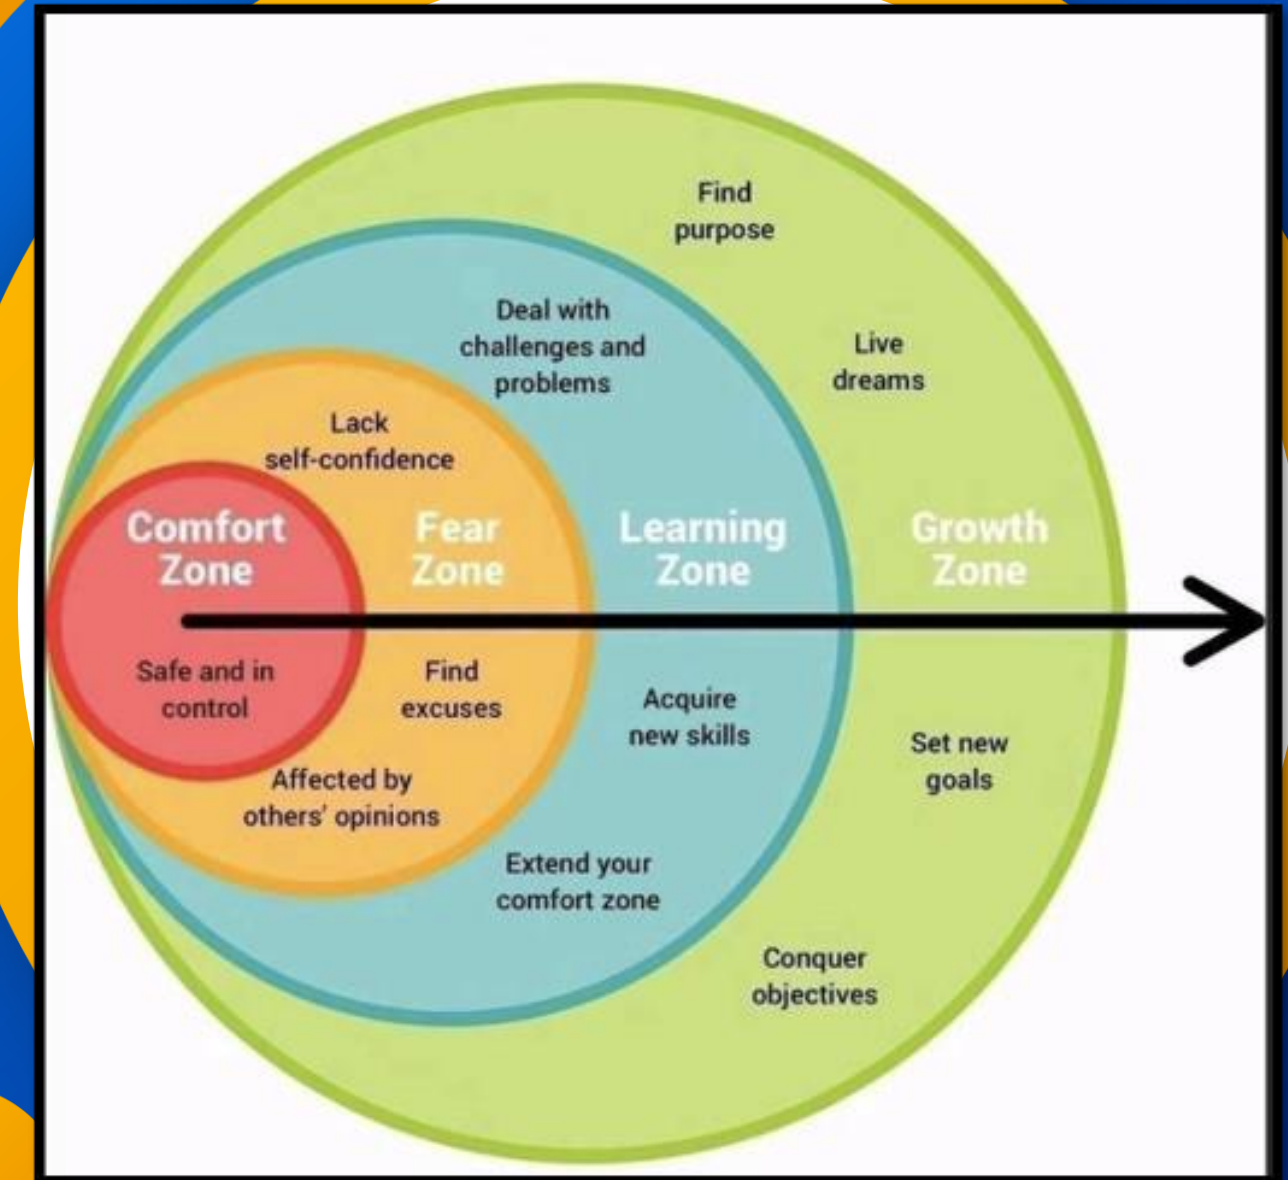 Find
purpose
Live
dreams
Deal with
challenges and
problems
Lack
self-confidence
Comfort
Zone
Fear
Zone
Learning
Zone
Growth
Zone
Safe and in
control
Find
excuses
Affected by
others' opinions
Acquire
new skills
Extend your
comfort zone
Set new
goals
Conquer
objectives